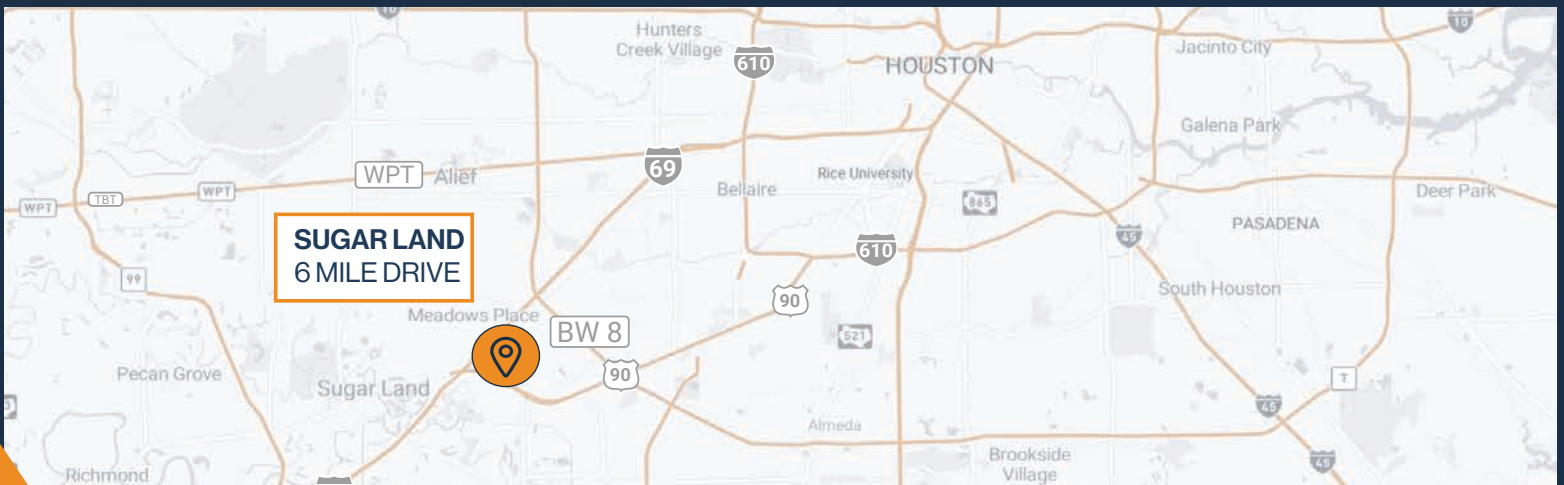 10
Hunters
Creek Village
610
HOUSTON
Jacinto City
10
Galena Park
WPT
Alief
69
Rice University
Bellaire
WPT
TBT
WPT
865
Deer Park
SUGAR LAND
6 MILE DRIVE
PASADENA
45
610
99
90
South Houston
Meadows Place
BW 8
521
Pecan Grove
Sugar Land
90
T
45
Almeda
Brookside
Village
45
Richmond